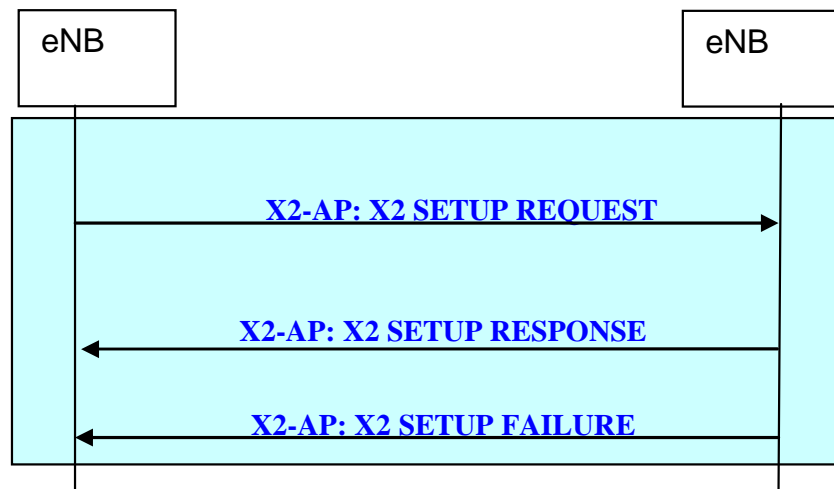 eNB
eNB
X2-AP: X2 SETUP REQUEST
X2-AP: X2 SETUP RESPONSE
X2-AP: X2 SETUP FAILURE